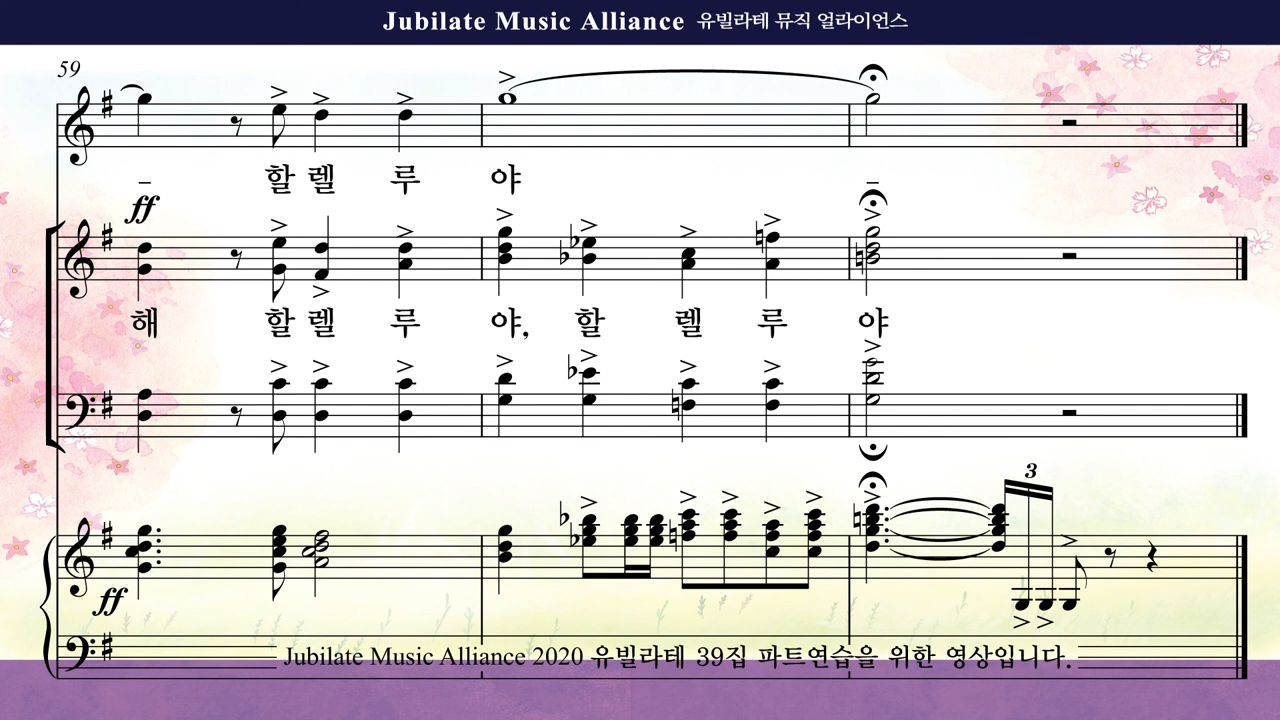 Jubilate Music Alliance 유빌라테 뮤직 얼라이언스
59
할 렐 루 야
ff
해 할 렐 루 야, 할 렐 루 야
3
ff
Jubilate Music Alliance 2020 유빌라테 39집 파트연습을 위한 영상입니다.